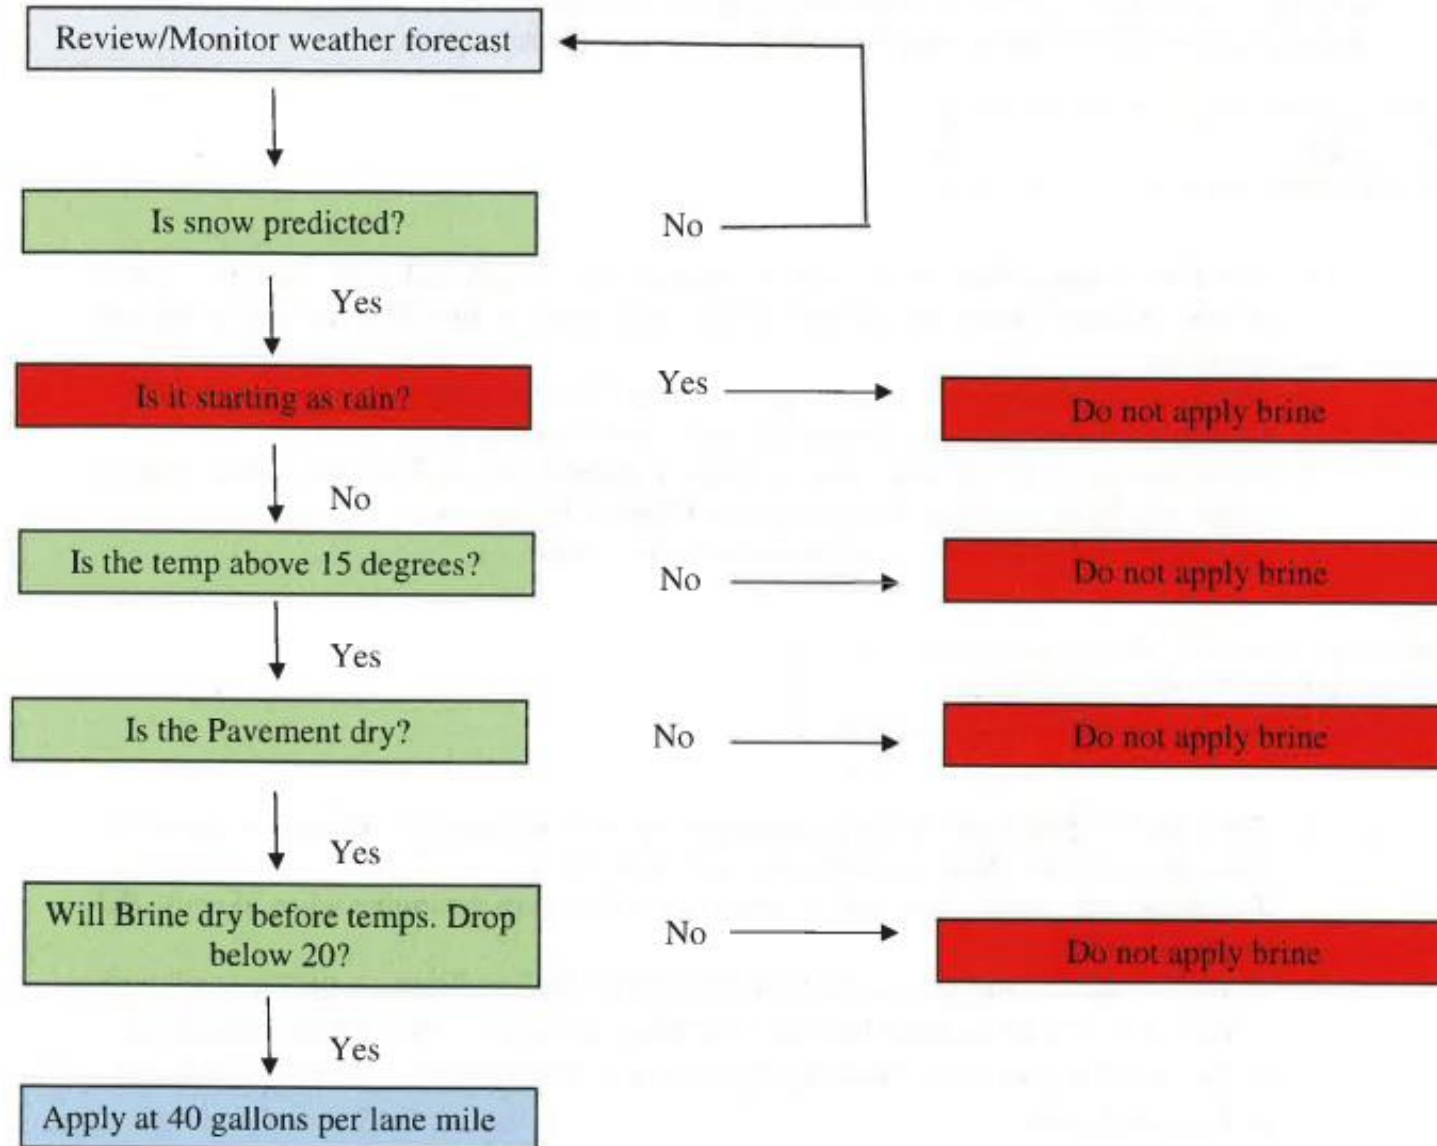 Review/Monitor weather forecast
Is snow predicted?
No
Yes
Is it starting as rain?
Yes
Do not apply brine
No
Is the temp above 15 degrees?
No
Do not apply brine
Yes
Is the Pavement dry?
No
Do not apply brine
Yes
Will Brine dry before temps. Drop
below 20?
No
Do not apply brine
Yes
Apply at 40 gallons per lane mile